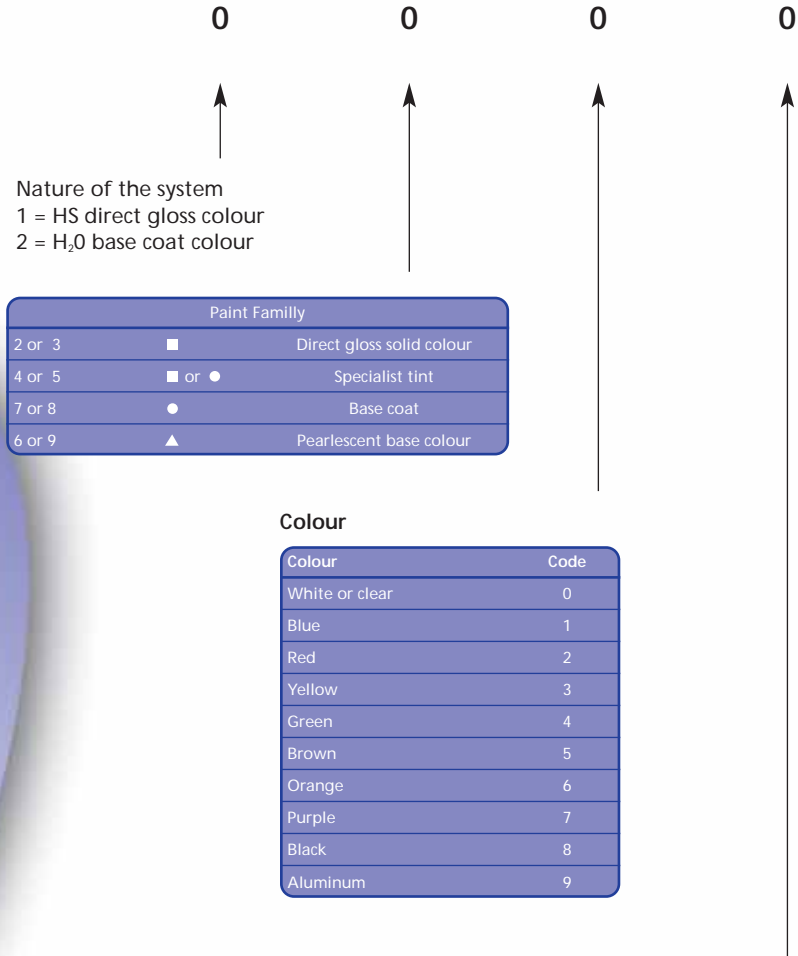 0 0 0 0
Nature of the system
1 = HS direct gloss colour
2 = H₂0 base coat colour
Paint Familly
2 or 3 ■ Direct gloss solid colour
4 or 5 ■ or ● Specialist tint
7 or 8 ● Base coat
6 or 9 ▲ Pearlescent base colour
Colour
Colour Code
White or clear 0
Blue 1
Red 2
Yellow 3
Green 4
Brown 5
Orange 6
Purple 7
Black 8
Aluminum 9